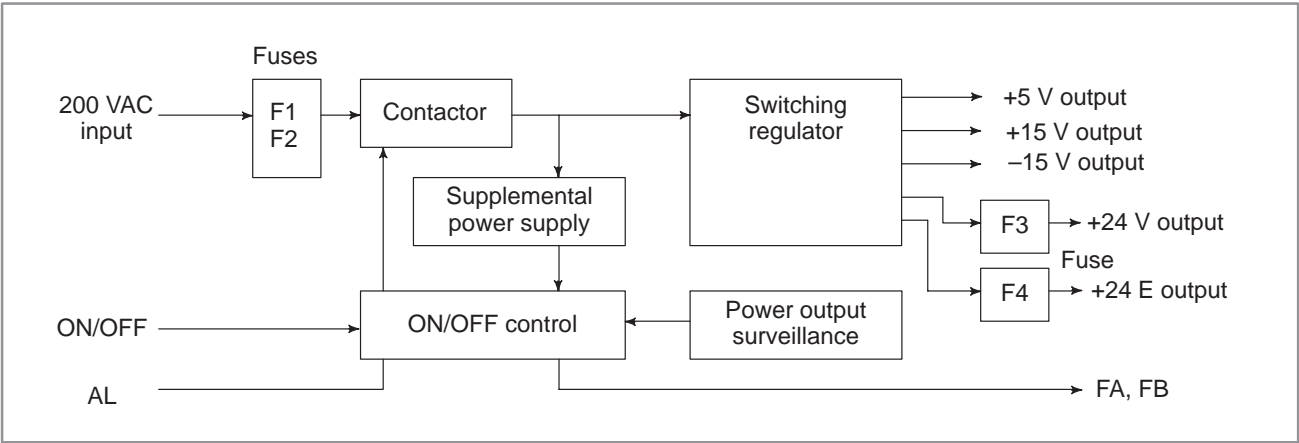 Fuses
200 VAC
input
F1
F2
Contactor
Switching
regulator
+5 V output
+15 V output
–15 V output
Supplemental
power supply
F3
+24 V output
Fuse
F4
+24 E output
ON/OFF
ON/OFF control
Power output
surveillance
AL
FA, FB